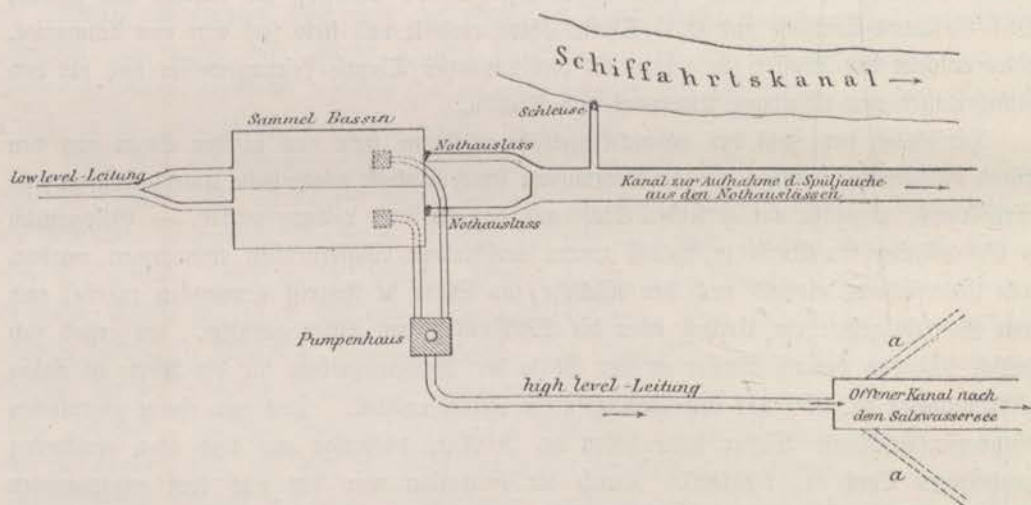 Schiffahrtskanal
Schleuse
Sammel Bassin
Nothauslass
low level-Leitung
Kanal zur Aufnahme d. Spüljauche
aus den Nothauslässen
Nothauslass
Pumpenhaus
a
high level-Leitung
Offener Kanal nach
dem Salzwassersee
a